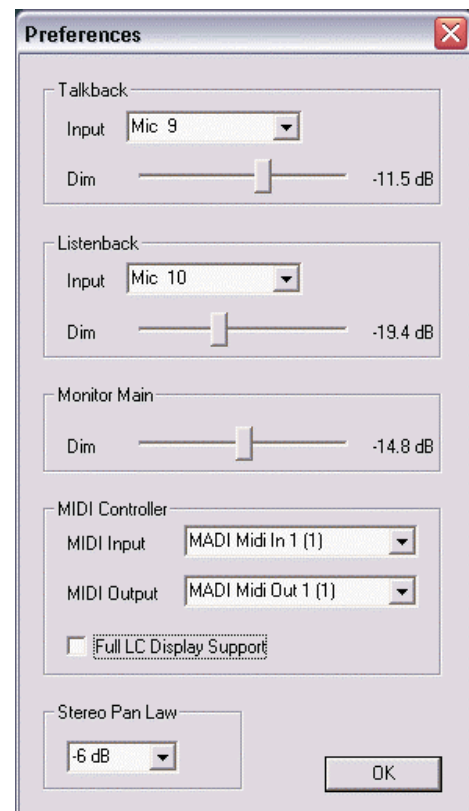 Preferences
Talkback
Input Mic 9
Dim -11.5 dB
Listenback
Input Mic 10
Dim -19.4 dB
Monitor Main
Dim -14.8 dB
MIDI Controller
MIDI Input MADI Midi In 1 (1)
MIDI Output MADI Midi Out 1 (1)
Full LC Display Support
Stereo Pan Law
-6 dB
OK